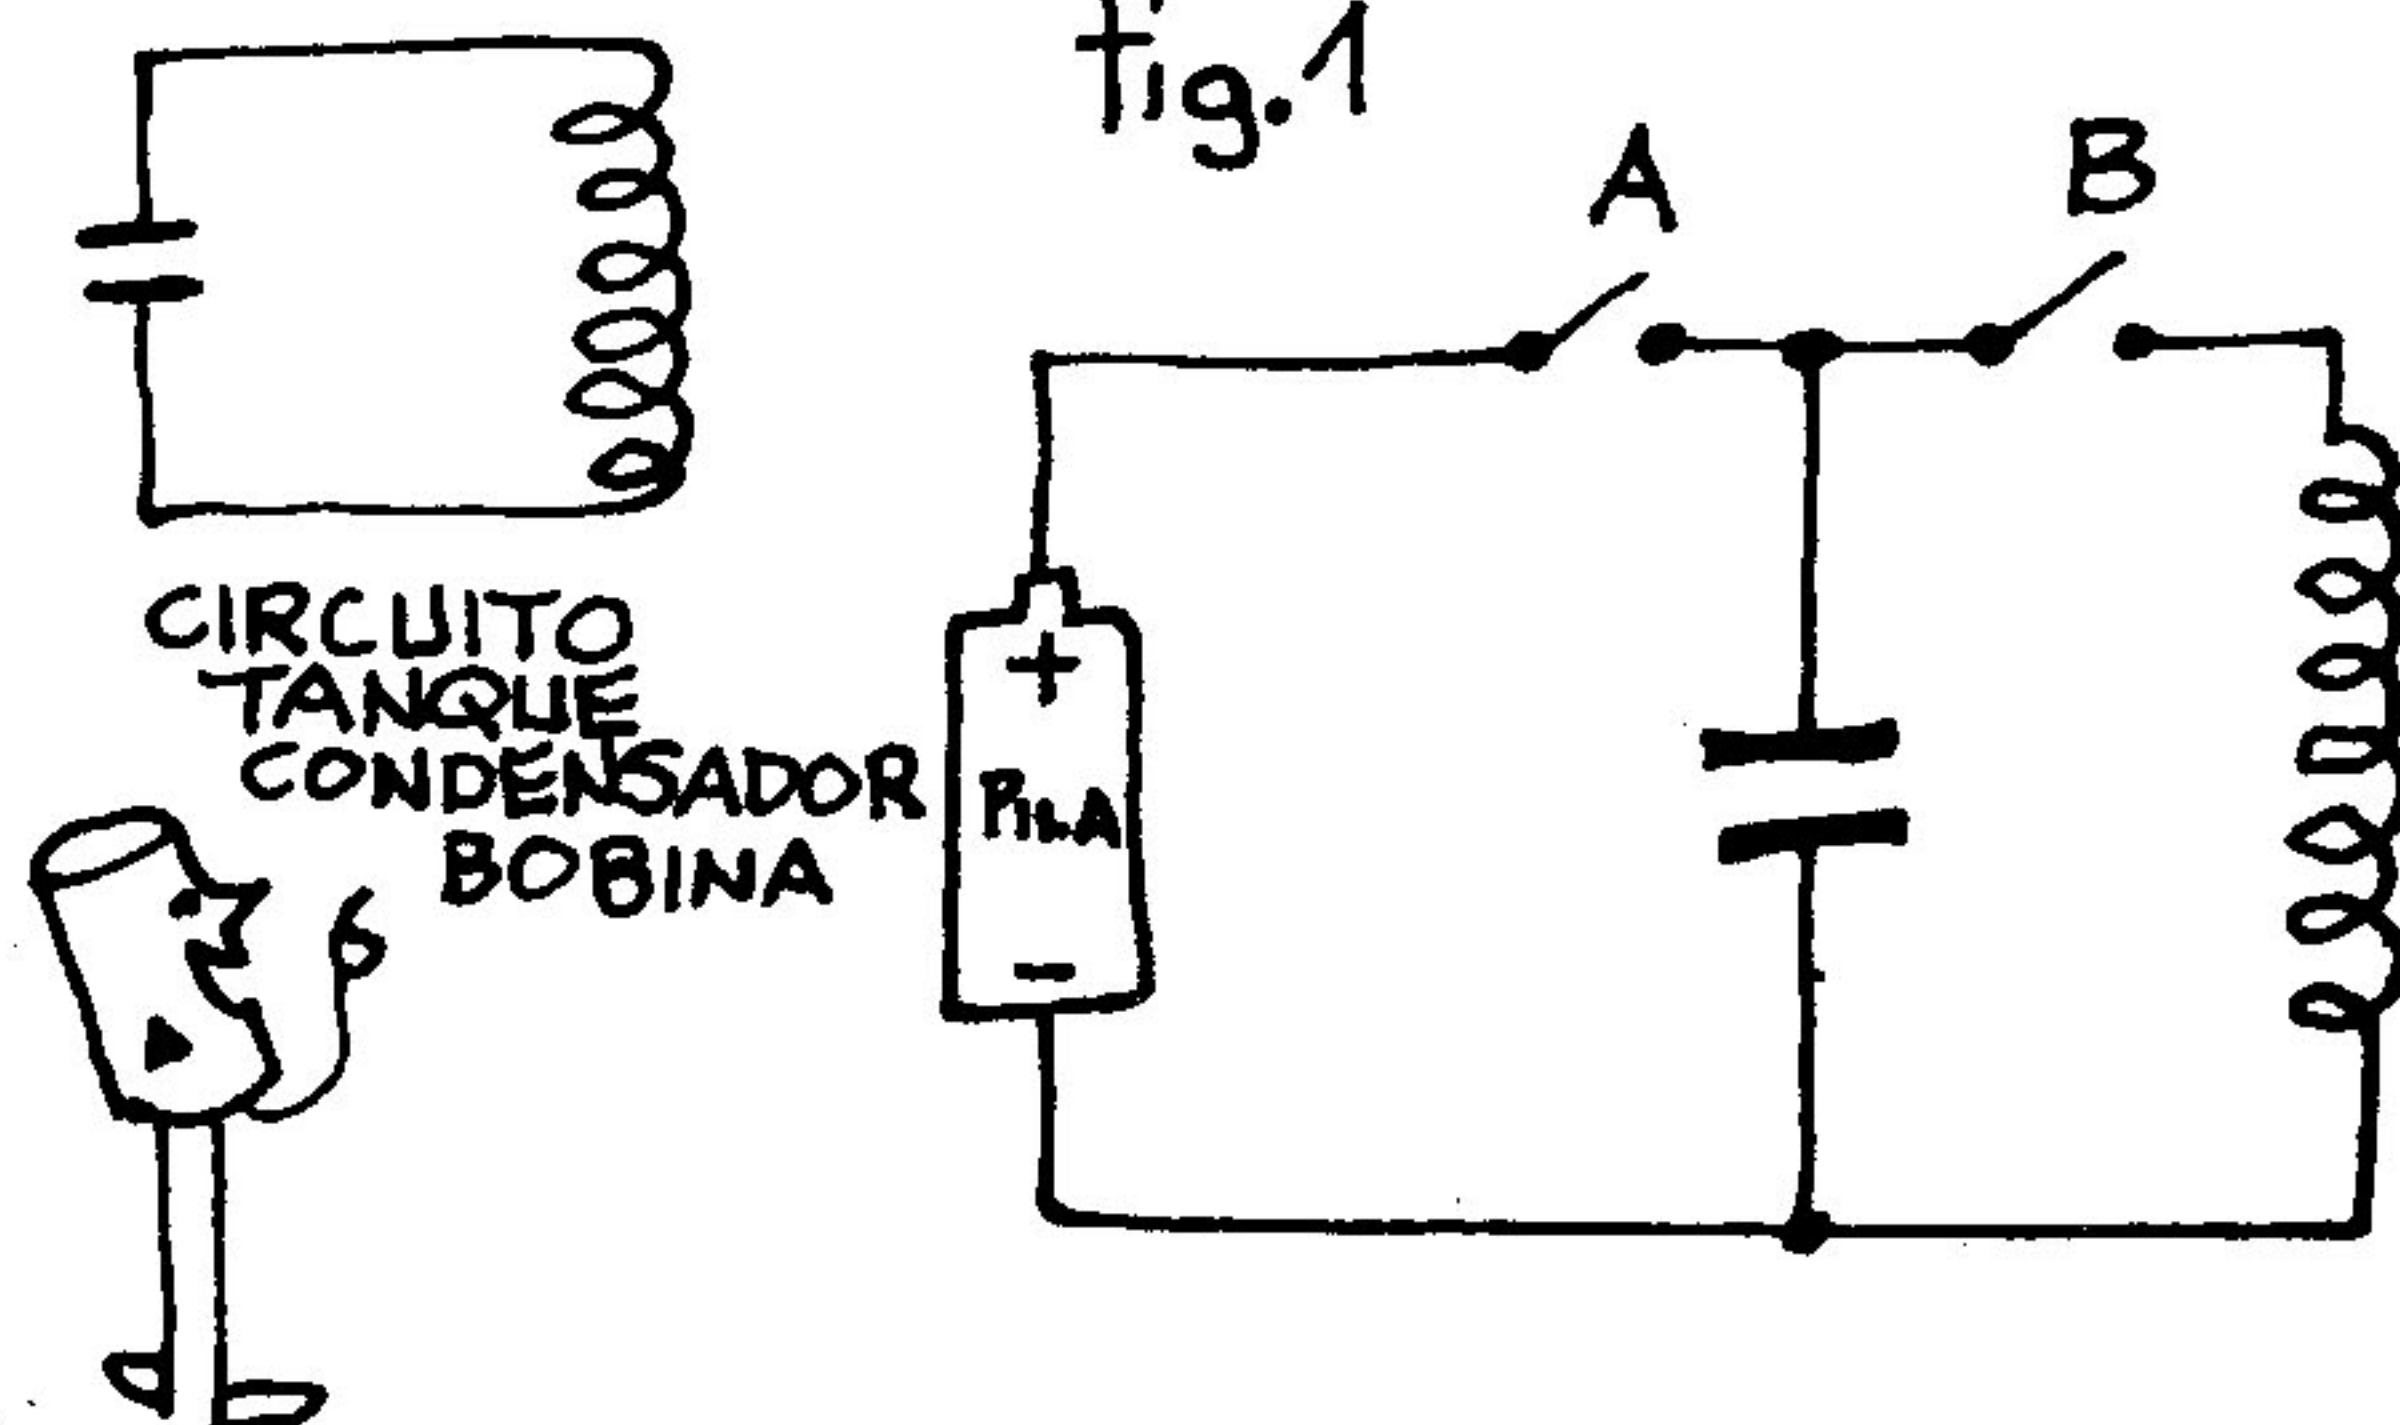 fig.1
A
B
CIRCUITO
TANQUE
CONDENSADOR
BOBINA
+
PILA
-